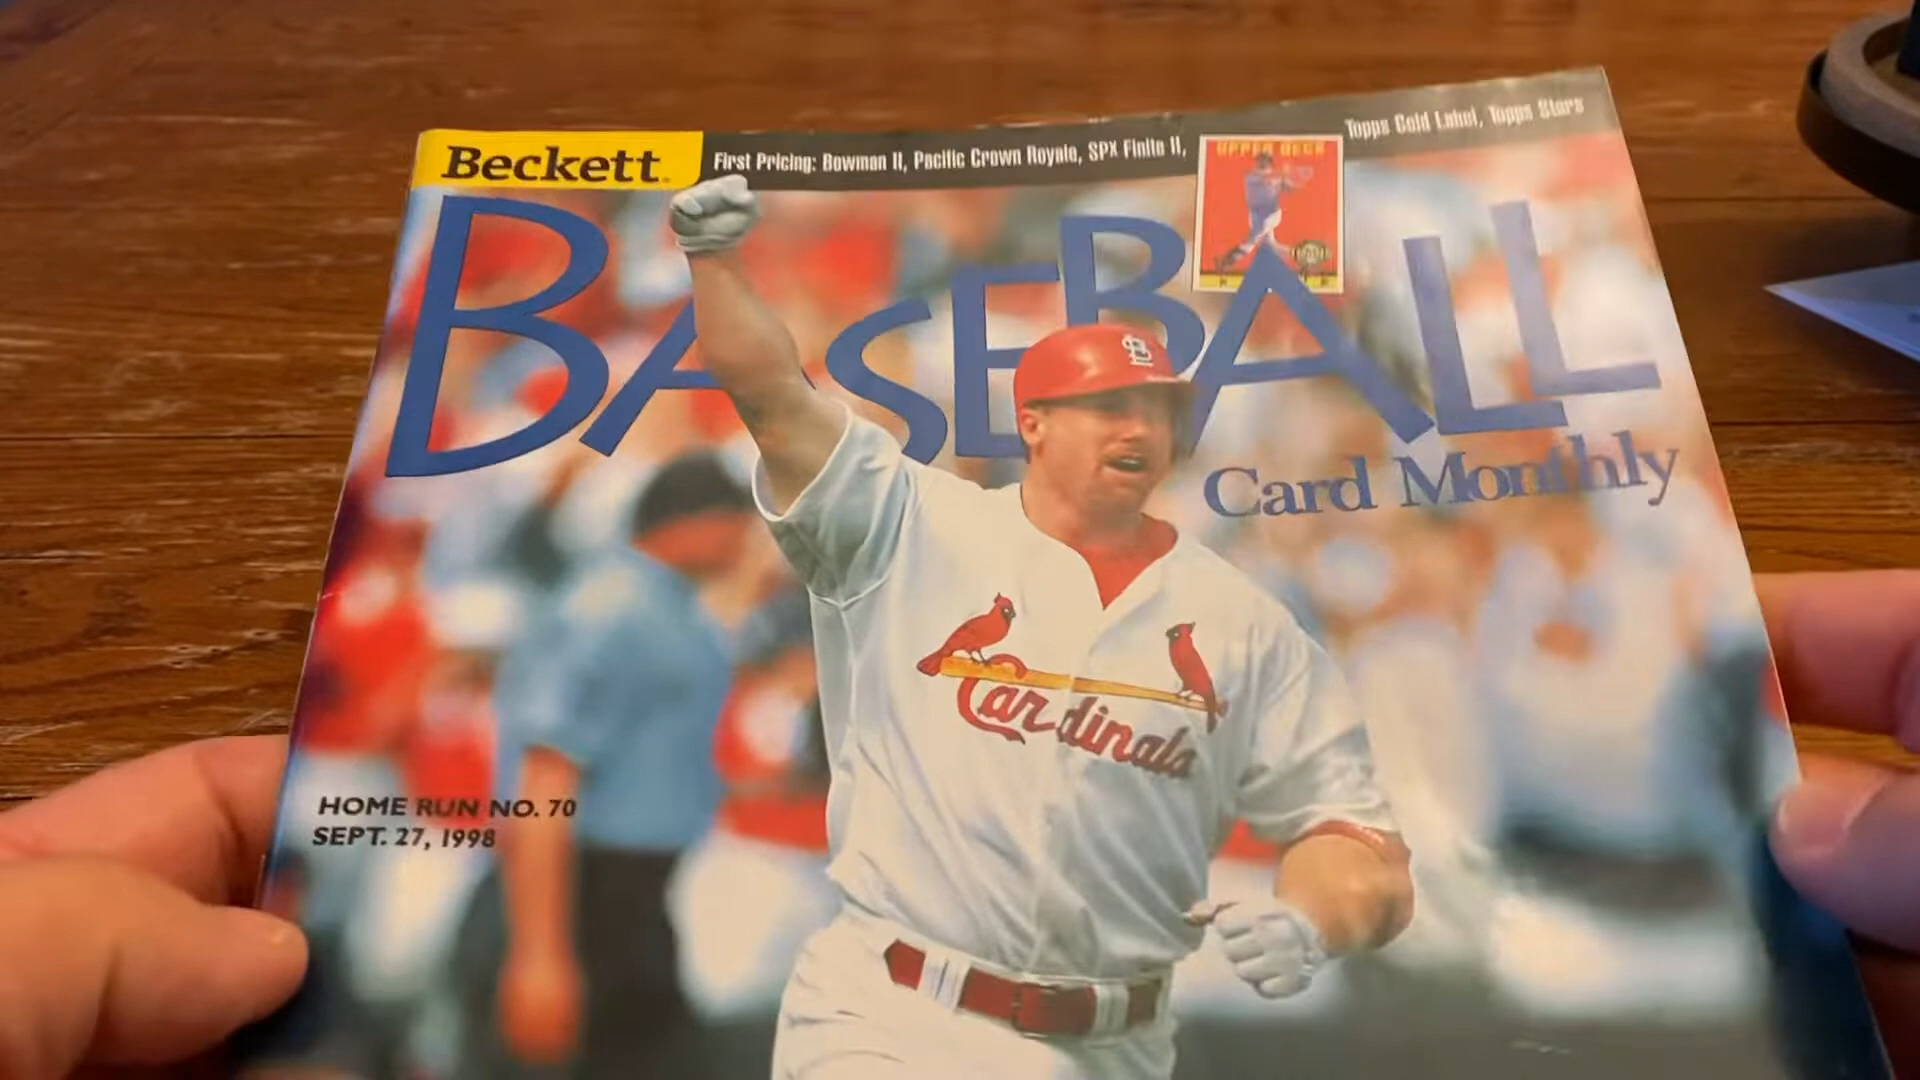 Beckett
First Pricing: Bowman II, Pacific Crown Royale, SPX Finite II,
Topps Gold Label, Topps Stars
UPPER DECK
BASEBALL
Card Monthly
Cardinals
HOME RUN NO. 70
SEPT. 27, 1998